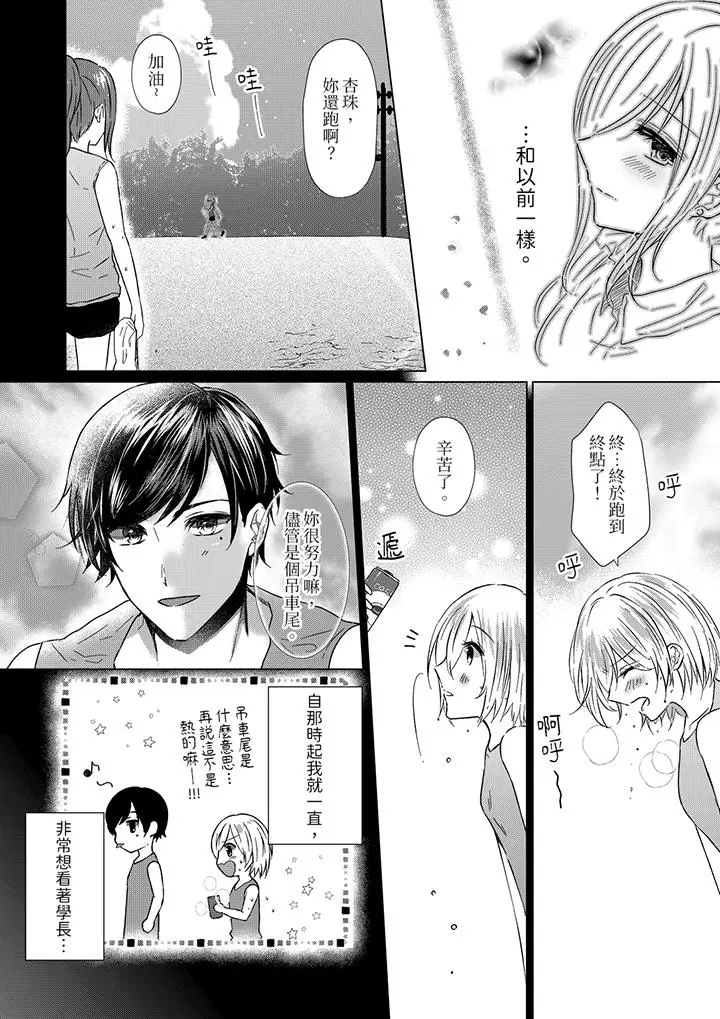 …和以前一樣。
杏珠，
妳還跑啊？
哇
哇
加油~
終…終於跑到
終點了！
呼
呼
啊呼~
辛苦了。
遞
妳很努力嘛，
儘管是個吊車尾。
自那時起我就一直，
吊車尾是
什麼意思…
再說這不是
熱的嘛——!!!
非常想看著學長…